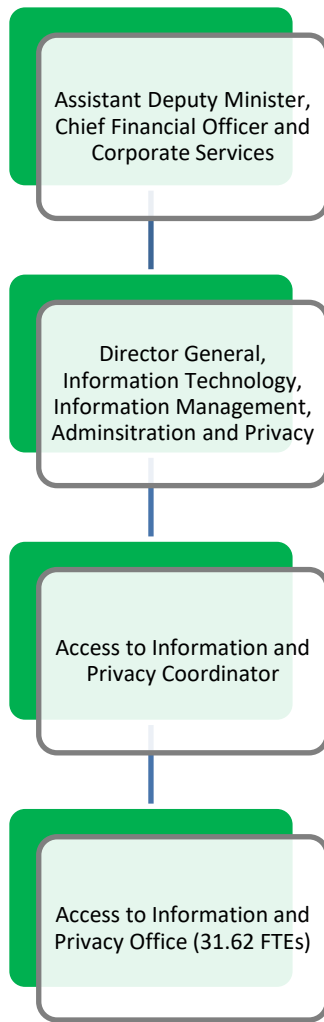 Assistant Deputy Minister,
Chief Financial Officer and
Corporate Services
Director General,
Information Technology,
Information Management,
Adminsitration and Privacy
Access to Information and
Privacy Coordinator
Access to Information and
Privacy Office (31.62 FTEs)